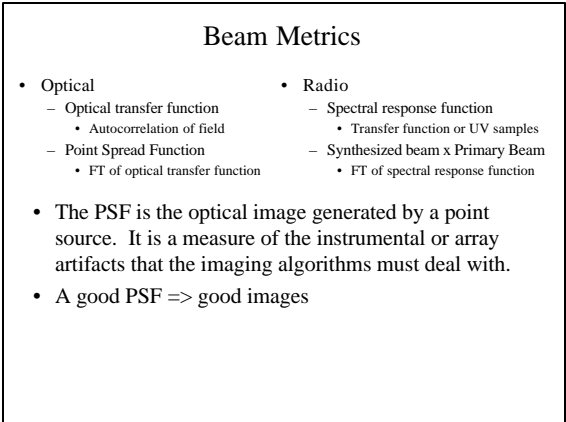 Beam Metrics
• Optical
– Optical transfer function
• Autocorrelation of field
– Point Spread Function
• FT of optical transfer function
• Radio
– Spectral response function
• Transfer function or UV samples
– Synthesized beam x Primary Beam
• FT of spectral response function
• The PSF is the optical image generated by a point
source. It is a measure of the instrumental or array
artifacts that the imaging algorithms must deal with.
• A good PSF => good images